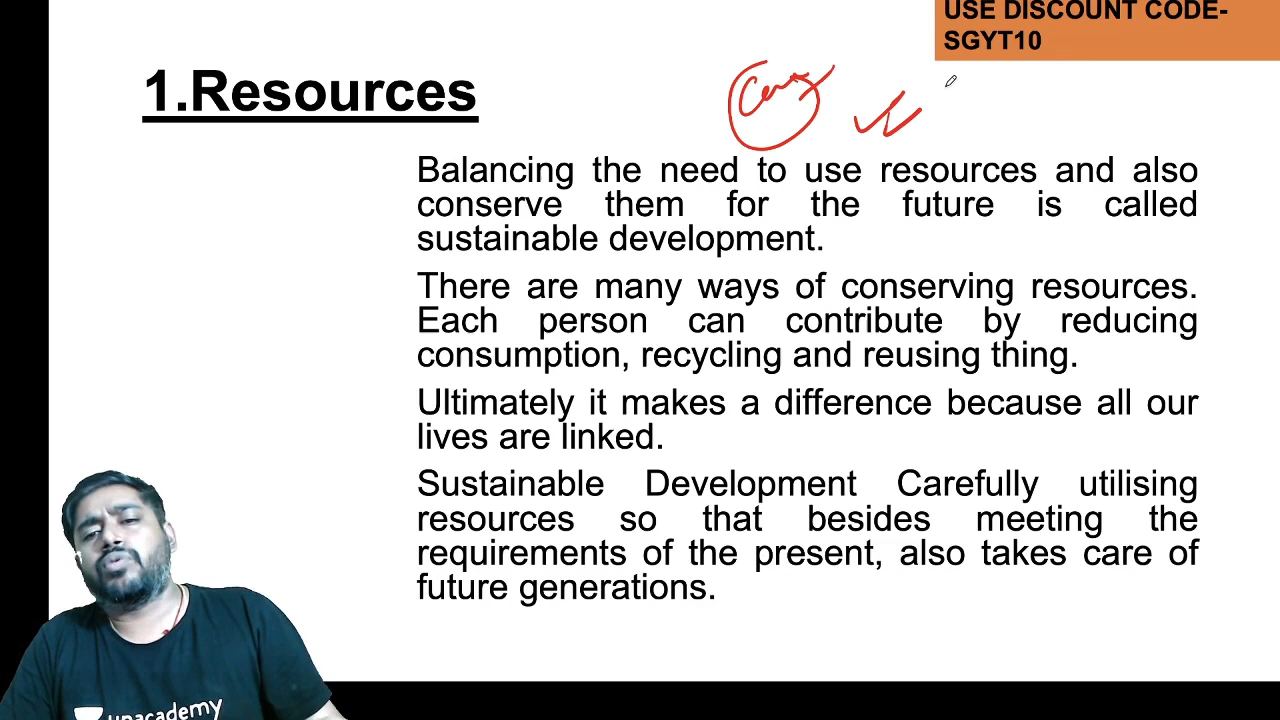 USE DISCOUNT CODE-
SGYT10
1.Resources
Balancing the need to use resources and also
conserve them for the future is called
sustainable development.
There are many ways of conserving resources.
Each person can contribute by reducing
consumption, recycling and reusing thing.
Ultimately it makes a difference because all our
lives are linked.
Sustainable Development Carefully utilising
resources so that besides meeting the
requirements of the present, also takes care of
future generations.
unacademy